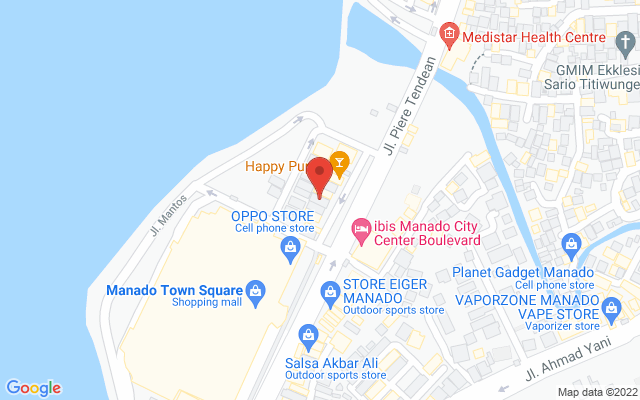 Medistar Health Centre
GMIM Ekklesi
Sario Titiwunge
Jl. Piere Tendean
Happy Pu
Jl. Mantos
OPPO STORE
Cell phone store
ibis Manado City
Center Boulevard
Manado Town Square
Shopping mall
STORE EIGER
MANADO
Outdoor sports store
Planet Gadget Manado
Cell phone store
VAPORZONE MANADO
VAPE STORE
Vaporizer store
Salsa Akbar Ali
Outdoor sports store
Jl. Ahmad Yani
Google
Map data ©2022